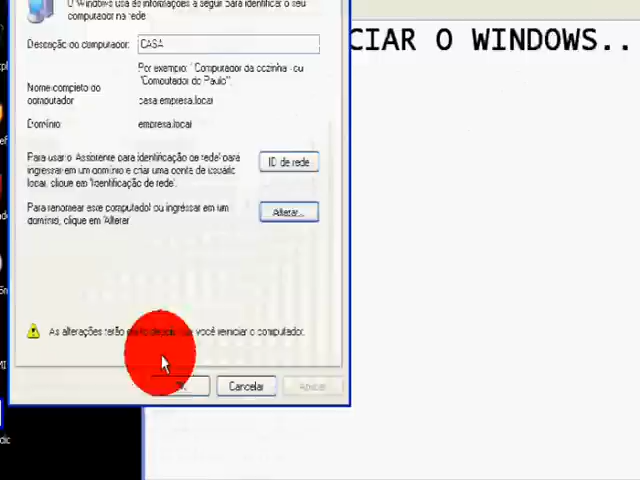 O Windows usa as informações a seguir para identificar o seu
computador na rede
CIAR O WINDOWS...
Descrição do computador:
CASA
Por exemplo: "Computador da cozinha" ou
"Computador do Paulo".
Nome completo do
computador:
casa.empresa.local
Domínio:
empresa.local
Para usar o 'Assistente para identificação de rede' para
ingressar em um domínio e criar uma conta de usuário
local, clique em 'Identificação de rede'.
ID de rede
Para renomear este computador ou ingressar em um
domínio, clique em 'Alterar'
Alterar...
As alterações terão você reiniciar o computador.
OK
Cancelar
Aplicar